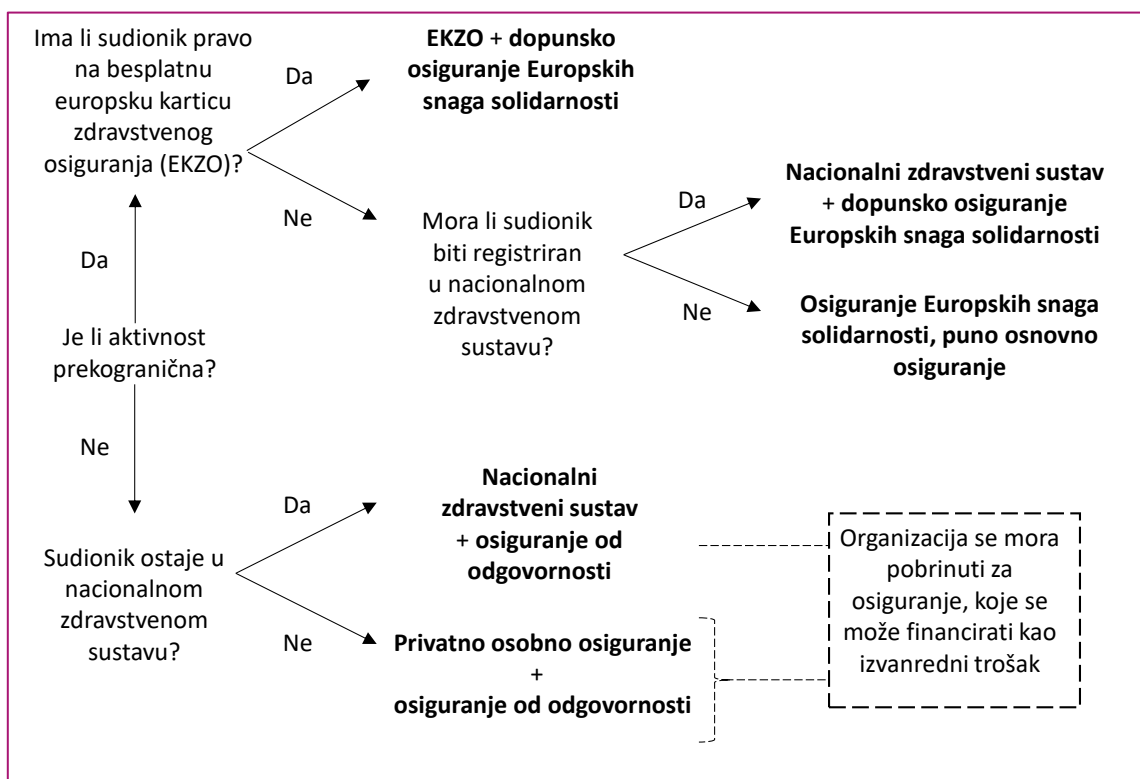 Ima li sudionik pravo
na besplatnu
europsku karticu
zdravstvenog
osiguranja (EKZO)?
Da
EKZO + dopunsko
osiguranje Europskih
snaga solidarnosti
Ne
Mora li sudionik
biti registriran
u nacionalnom
zdravstvenom
sustavu?
Da
Nacionalni zdravstveni sustav
+ dopunsko osiguranje
Europskih snaga solidarnosti
Ne
Osiguranje Europskih snaga
solidarnosti, puno osnovno
osiguranje
Da
Je li aktivnost
prekogranična?
Ne
Sudionik ostaje u
nacionalnom
zdravstvenom
sustavu?
Da
Nacionalni
zdravstveni sustav
+ osiguranje od
odgovornosti
Ne
Privatno osobno osiguranje
+
osiguranje od odgovornosti
Organizacija se mora
pobrinuti za
osiguranje, koje se
može financirati kao
izvanredni trošak